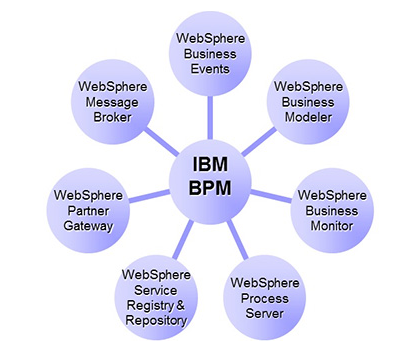 WebSphere
Business
Events
WebSphere
Message
Broker
WebSphere
Business
Modeler
IBM
BPM
WebSphere
Partner
Gateway
WebSphere
Business
Monitor
WebSphere
Service
Registry &
Repository
WebSphere
Process
Server